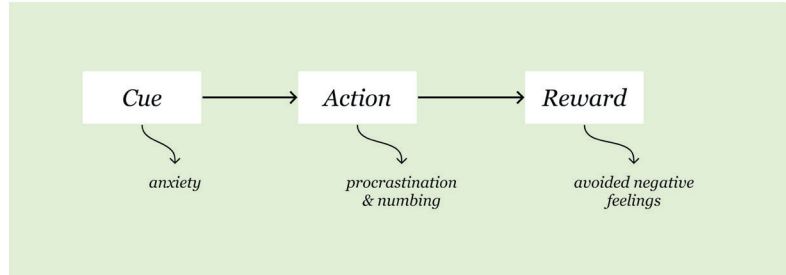 Cue
Action
Reward
anxiety
procrastination
& numbing
avoided negative
feelings